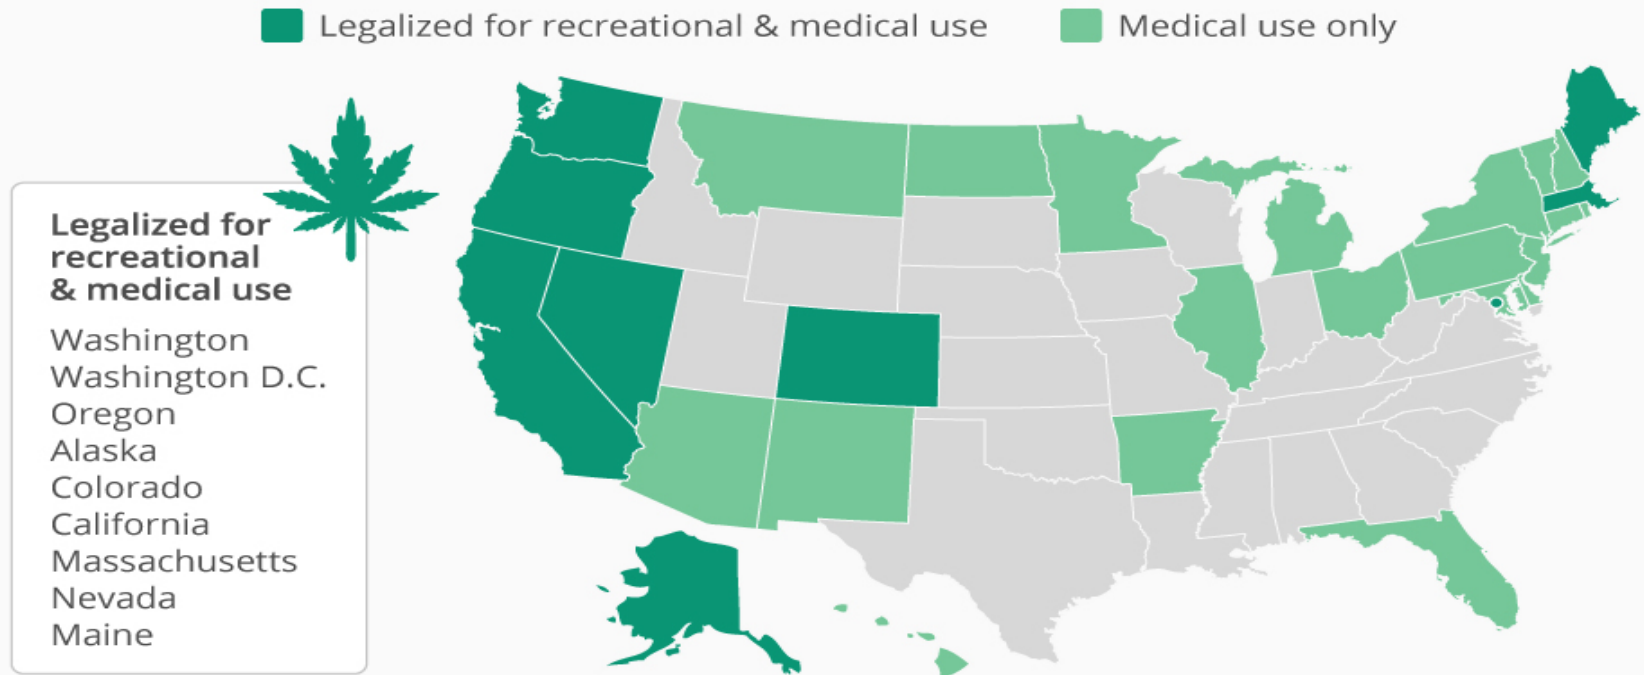 Legalized for recreational & medical use
Medical use only
Legalized for
recreational
& medical use
Washington
Washington D.C.
Oregon
Alaska
Colorado
California
Massachusetts
Nevada
Maine